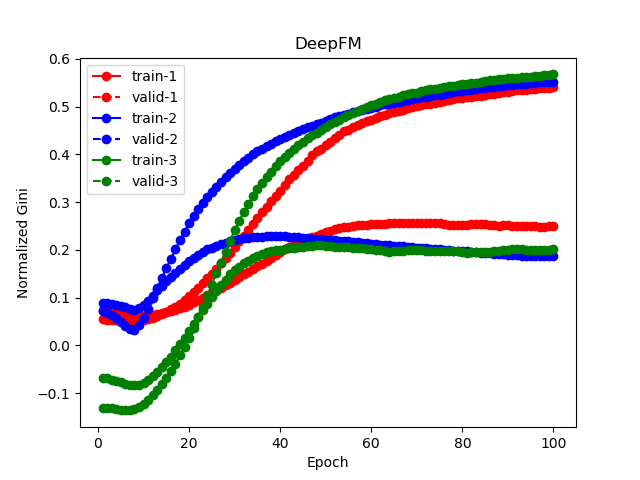 DeepFM
0.6
0.5
0.4
0.3
0.2
0.1
0.0
−0.1
Normalized Gini
train-1
valid-1
train-2
valid-2
train-3
valid-3
0 20 40 60 80 100
Epoch